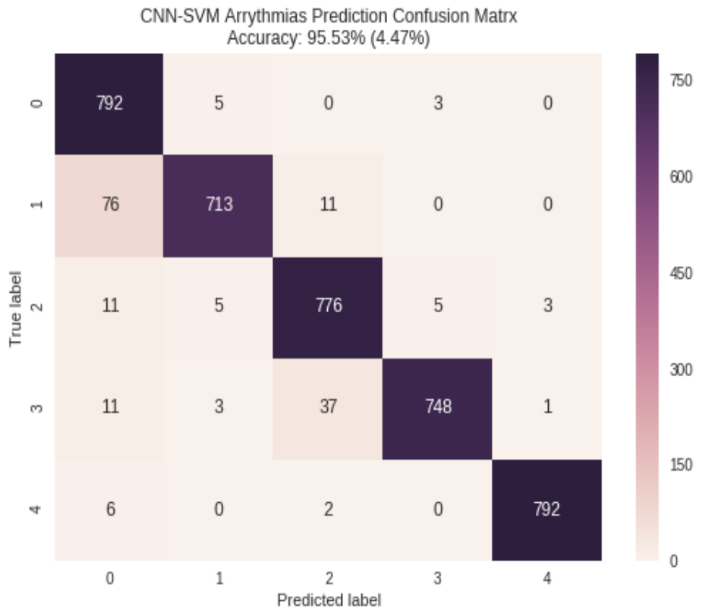 CNN-SVM Arrythmias Prediction Confusion Matrx
Accuracy: 95.53% (4.47%)
0 792 5 0 3 0
1 76 713 11 0 0
2 11 5 776 5 3
3 11 3 37 748 1
4 6 0 2 0 792
0 1 2 3 4
Predicted label
True label
750
600
450
300
150
0